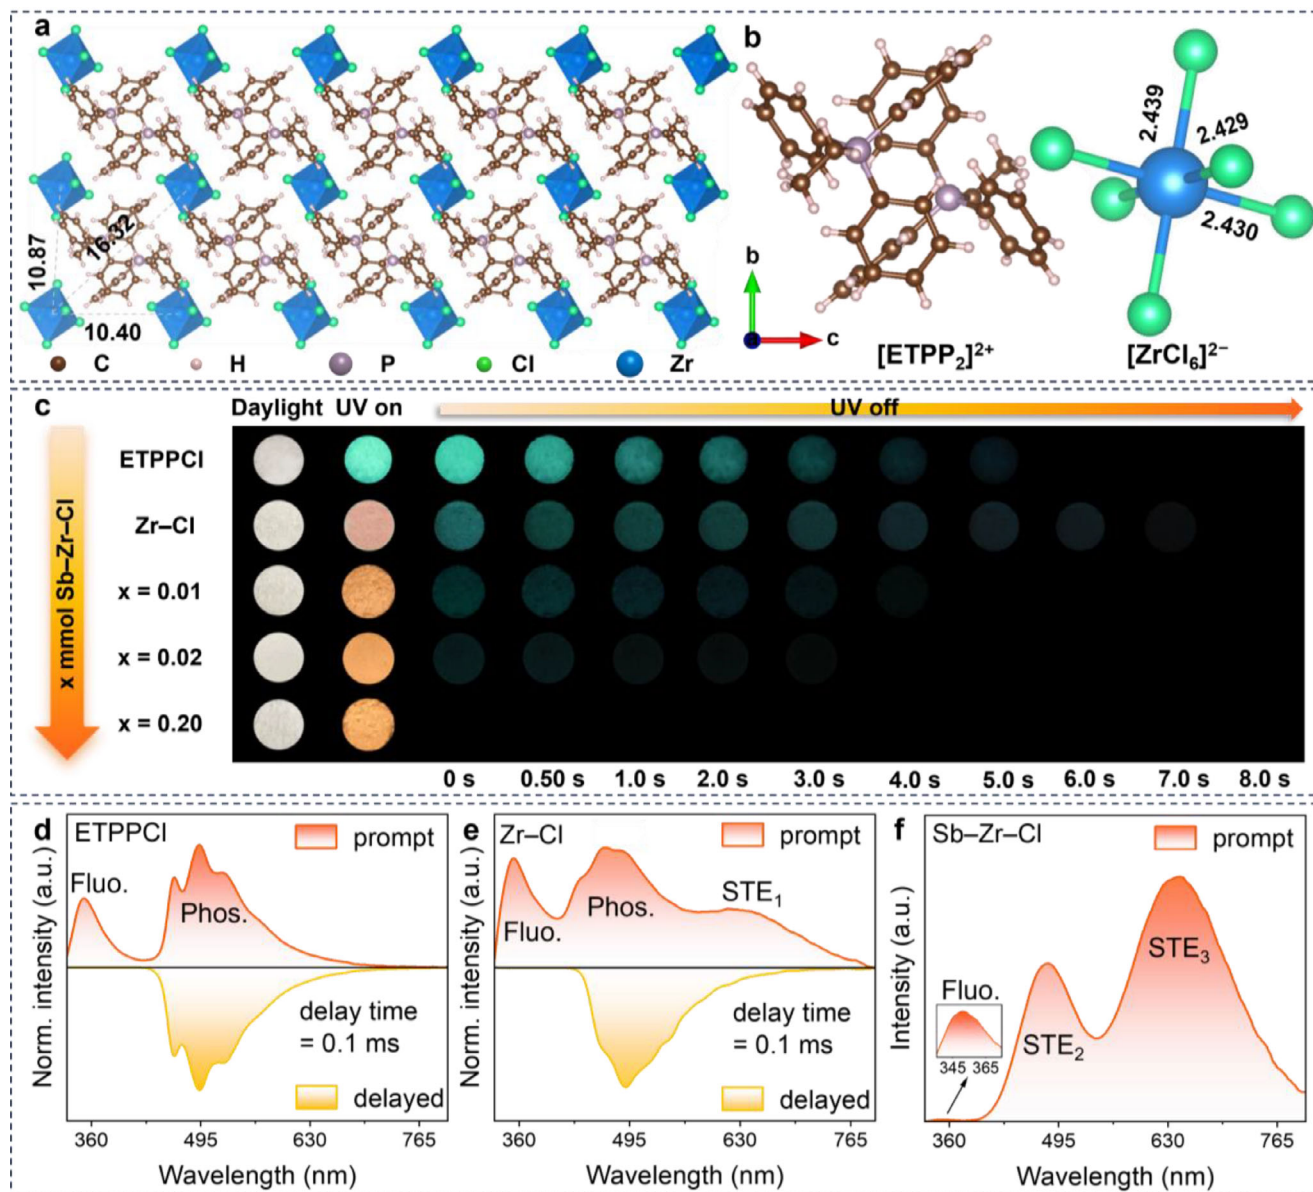 a
10.87
16.32
10.40
C H P Cl Zr
b
2.439
2.429
2.430
b
a
c
[ETPP₂]²⁺ [ZrCl₆]²⁻
c
Daylight UV on UV off
x mmol Sb–Zr–Cl
ETPPCl
Zr–Cl
x = 0.01
x = 0.02
x = 0.20
0 s 0.50 s 1.0 s 2.0 s 3.0 s 4.0 s 5.0 s 6.0 s 7.0 s 8.0 s
d ETPPCl
prompt
Fluo.
Phos.
delay time
= 0.1 ms
delayed
Norm. intensity (a.u.)
360 495 630 765
Wavelength (nm)
e Zr–Cl
prompt
Fluo.
Phos.
STE₁
delay time
= 0.1 ms
delayed
Norm. intensity (a.u.)
360 495 630 765
Wavelength (nm)
f
Sb–Zr–Cl
prompt
Fluo.
345 365
STE₂
STE₃
Intensity (a.u.)
360 495 630 765
Wavelength (nm)